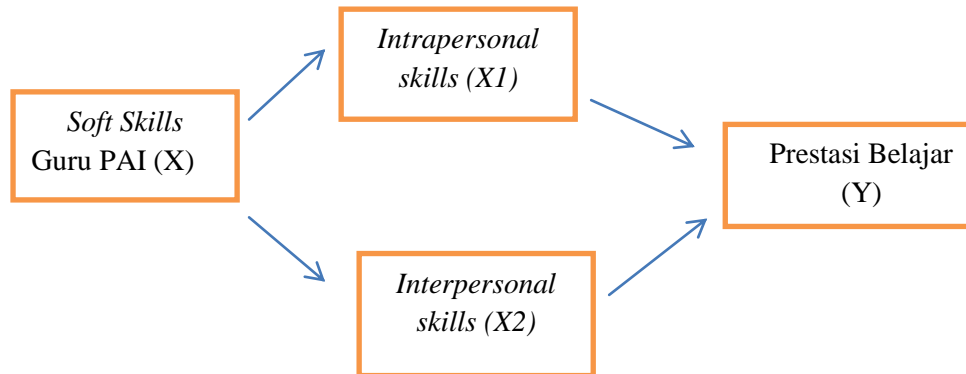 Soft Skills
Guru PAI (X)
Intrapersonal
skills (X1)
Interpersonal
skills (X2)
Prestasi Belajar
(Y)